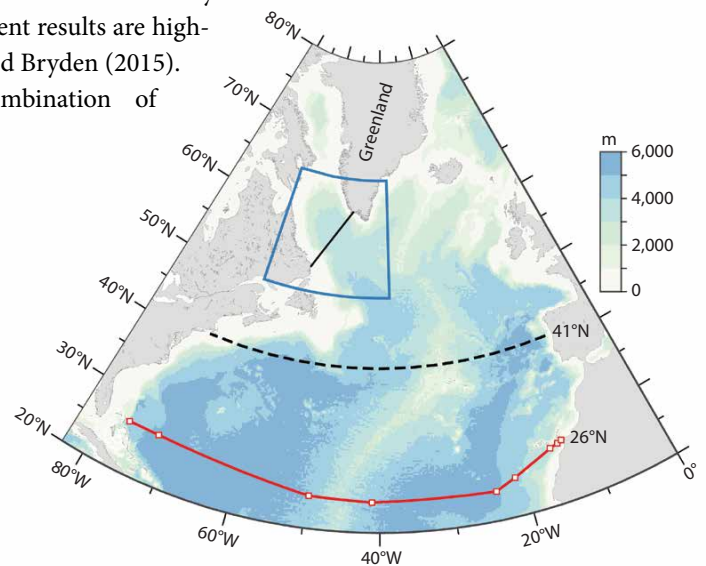 ent results are high-
d Bryden (2015).
mbination of
80°N
70°N
60°N
50°N
40°N
30°N
20°N
Greenland
m
6,000
4,000
2,000
0
41°N
26°N
80°W
60°W
40°W
20°W
0°